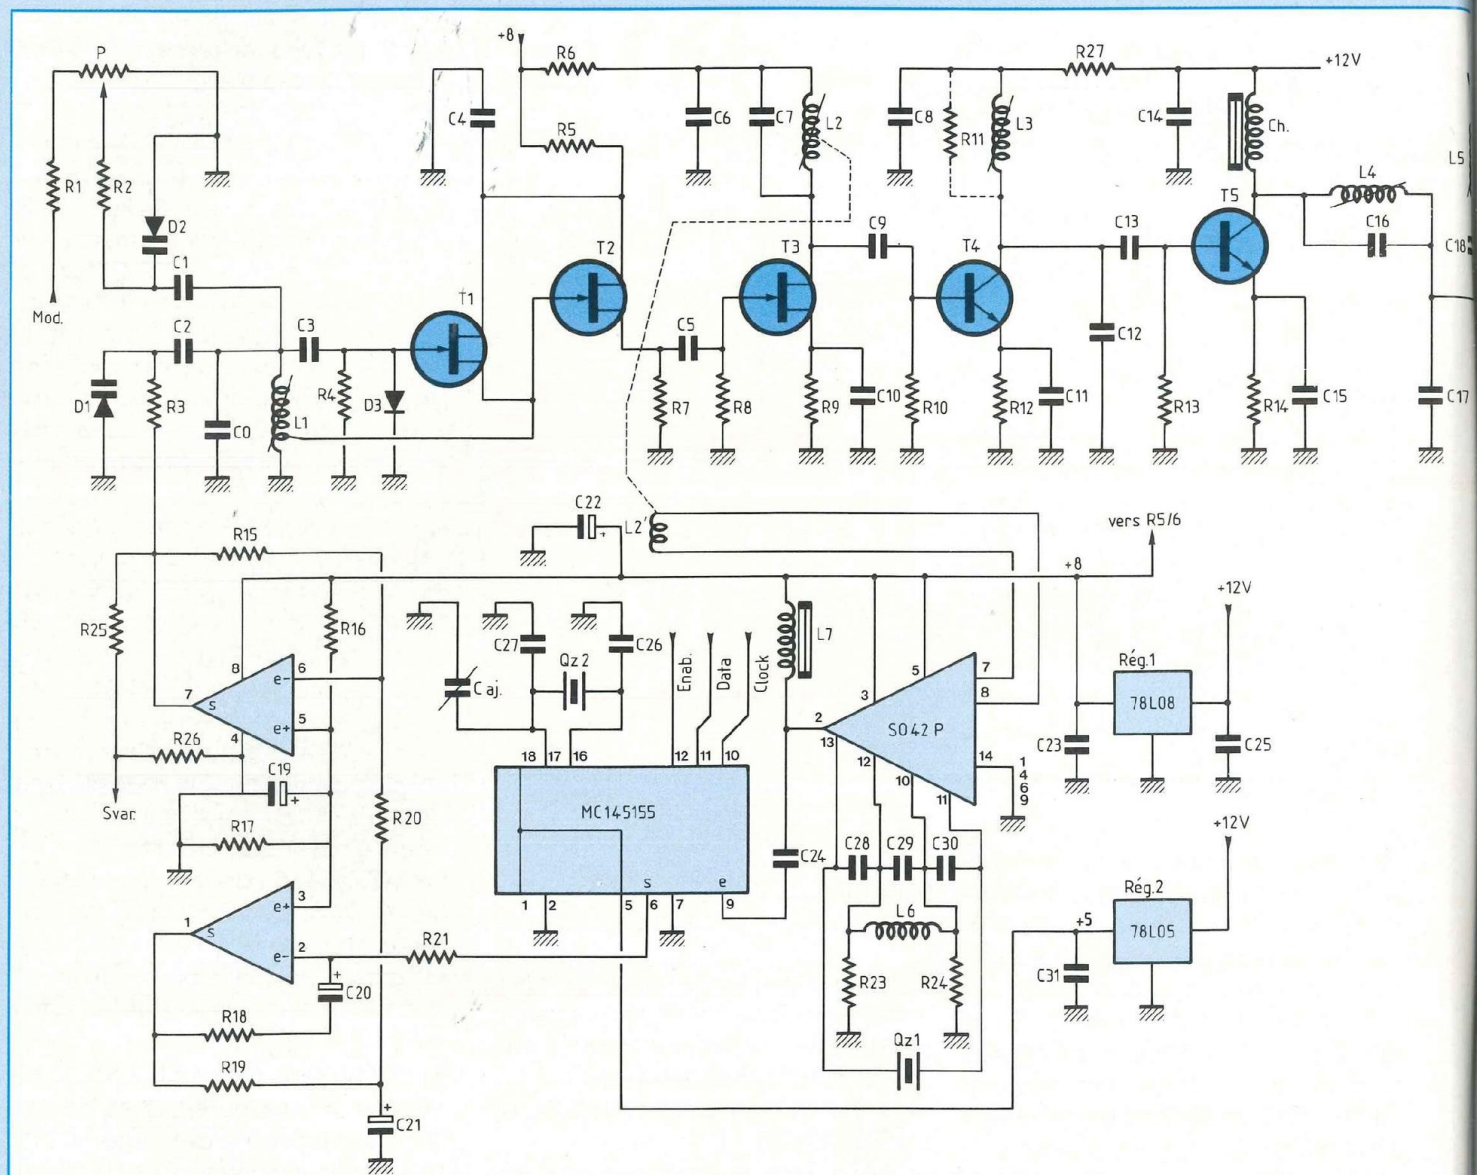 P
+8
R6
R27
+12V
C4
C6
C7
L2
C8
R11
L3
C14
Ch.
R5
R1
R2
D2
L4
L5
T5
C16
C18
C9
C13
T2
T3
T4
C1
T1
Mod.
C2
C3
C5
C12
D1
R3
C0
L1
R4
D3
R7
R8
R9
C10
R10
R12
C11
R13
R14
C15
C17
C22
+
L2'
vers R5/6
R15
+8
+12V
R25
R16
C27
C26
Qz 2
C aj.
Enab.
Data
Clock
L7
8
6
e-
7
s
5
e+
4
R26
C19
+
Svar.
R17
R20
5
7
3
8
2
SO42P
13
12
14
10
11
1
4
6
9
Rég.1
78L08
C23
C25
18
17
16
12
11
10
MC145155
s
e
1
2
5
6
7
9
C24
C28
C29
C30
+12V
L6
R23
R24
Qz1
Rég.2
+5
78L05
C31
e+
3
1
s
e-
2
R21
+
C20
R18
R19
+
C21